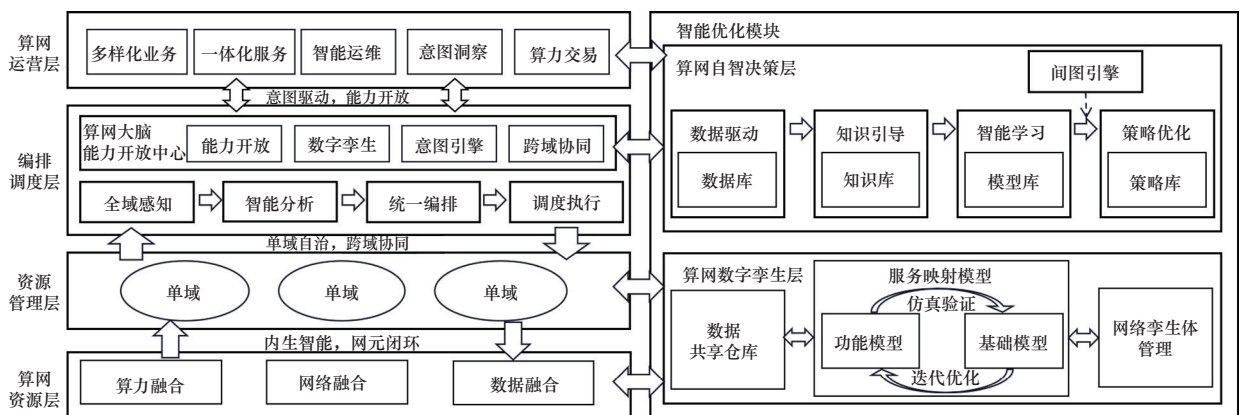 算网
运营层
多样化业务
一体化服务
智能运维
意图洞察
算力交易
意图驱动，能力开放
编排
调度层
算网大脑
能力开放中心
能力开放
数字孪生
意图引擎
跨域协同
全域感知
智能分析
统一编排
调度执行
单域自治，跨域协同
资源
管理层
单域
单域
单域
内生智能，网元闭环
算网
资源层
算力融合
网络融合
数据融合
智能优化模块
算网自智决策层
间图引擎
数据驱动
数据库
知识引导
知识库
智能学习
模型库
策略优化
策略库
算网数字孪生层
数据
共享仓库
服务映射模型
仿真验证
功能模型
基础模型
迭代优化
网络孪生体
管理